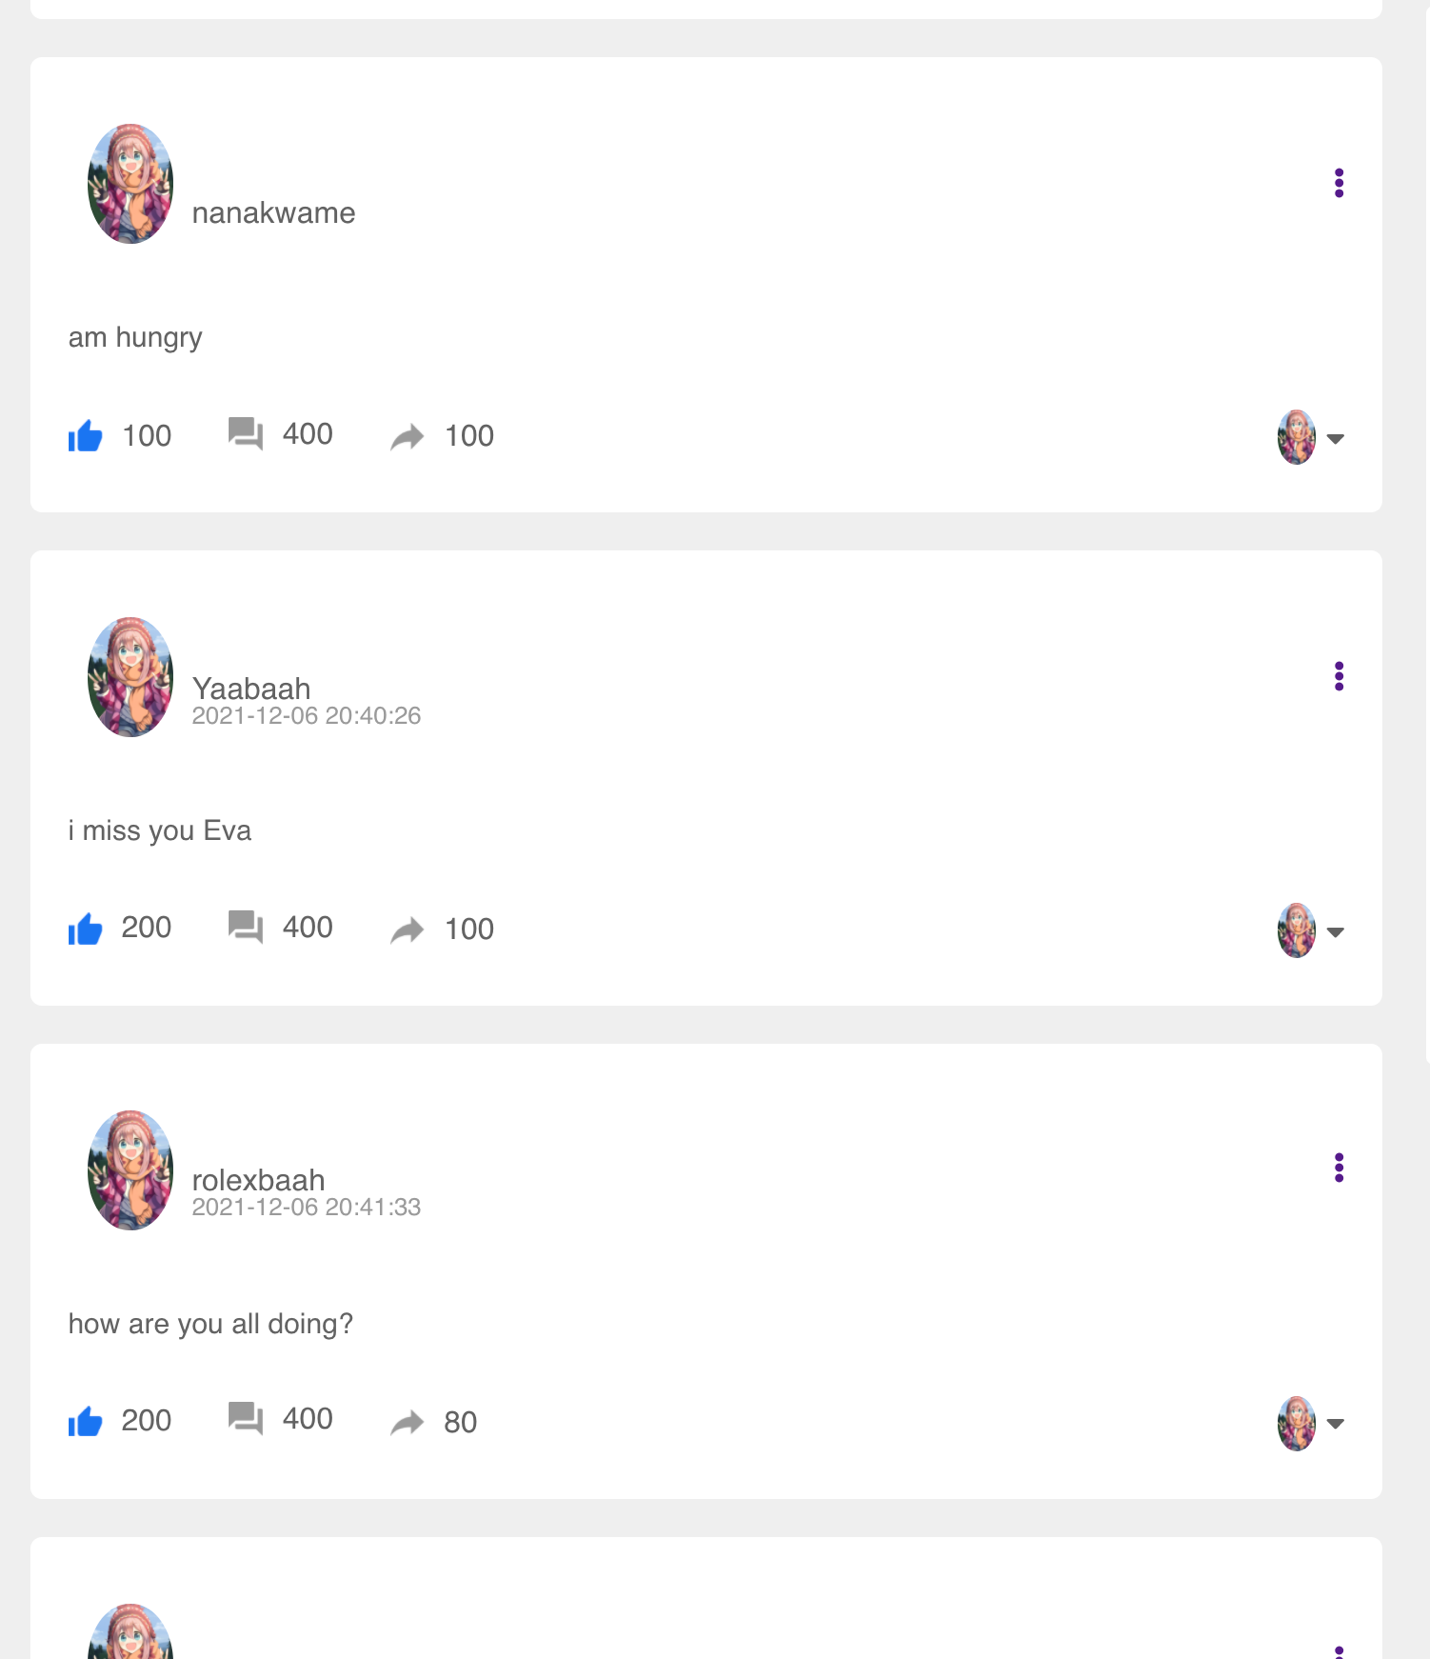 nanakwame
am hungry
100 400 100
Yaabaah
2021-12-06 20:40:26
i miss you Eva
200 400 100
rolexbaah
2021-12-06 20:41:33
how are you all doing?
200 400 80